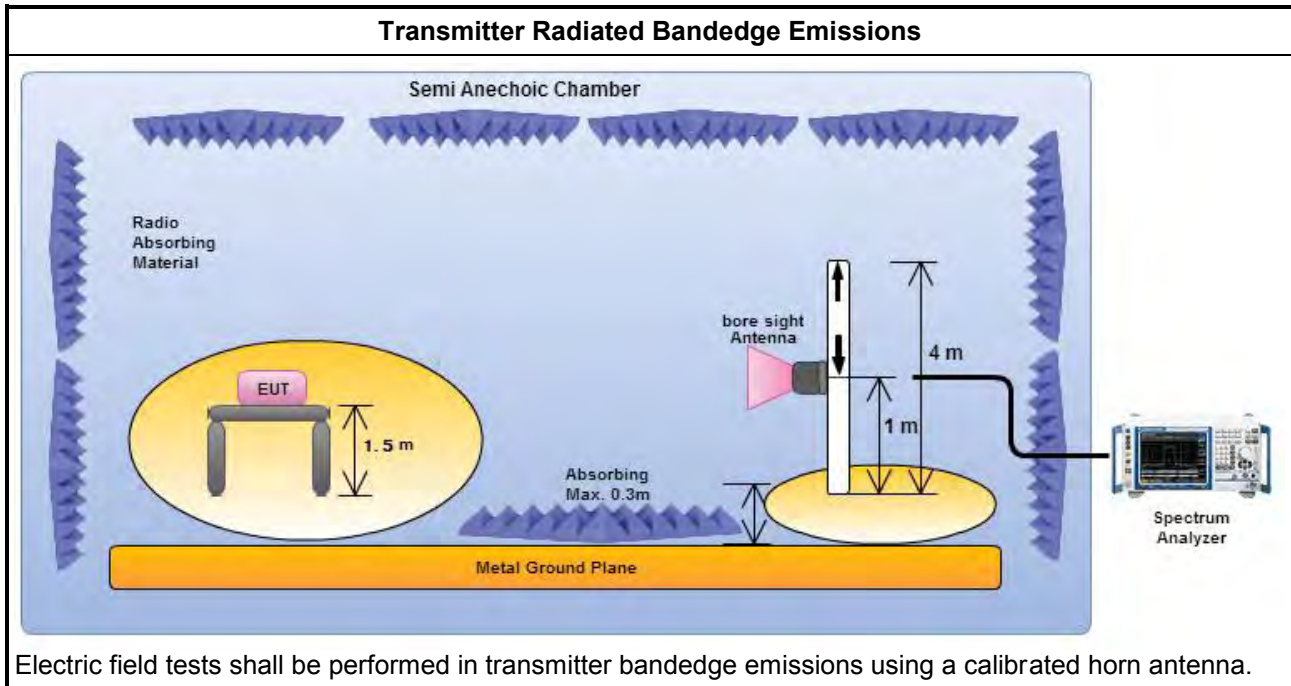 Transmitter Radiated Bandedge Emissions
Semi Anechoic Chamber
Radio
Absorbing
Material
bore sight
Antenna
4 m
EUT
1.5 m
1 m
Absorbing
Max. 0.3m
Spectrum
Analyzer
Metal Ground Plane
Electric field tests shall be performed in transmitter bandedge emissions using a calibrated horn antenna.